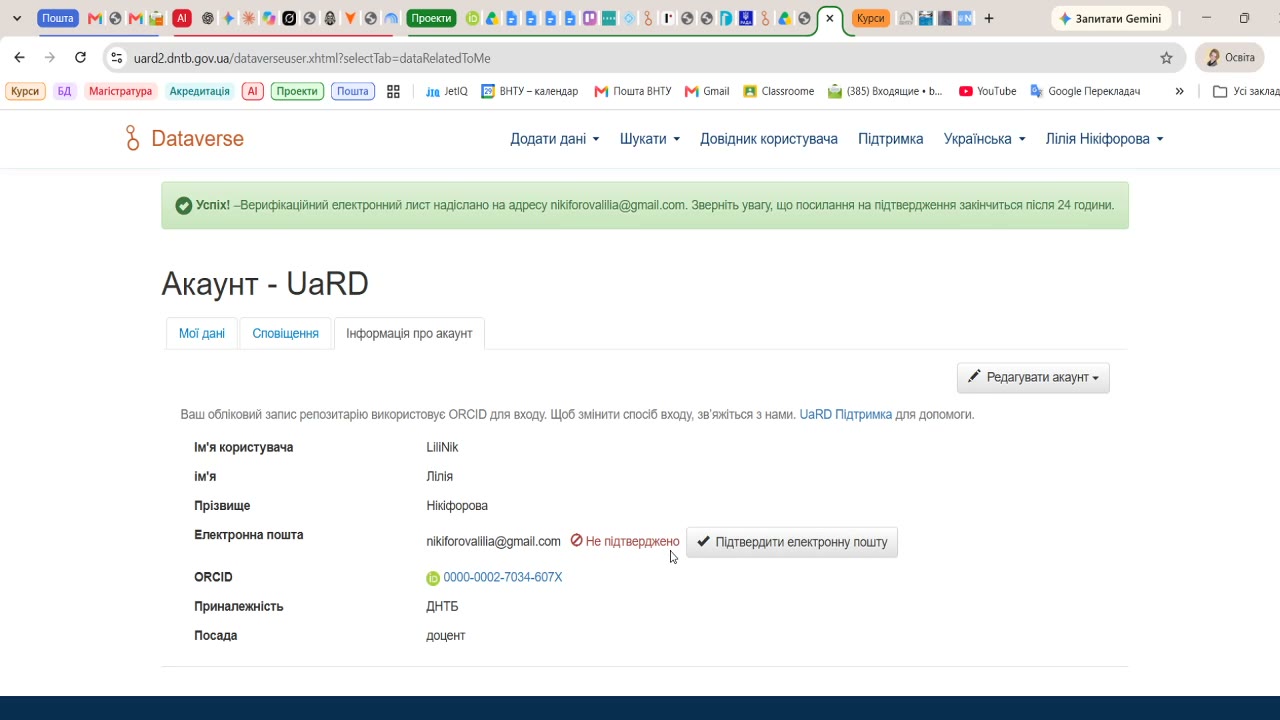 Пошта
AI
Проекти
Курси
Запитати Gemini
uard2.dntb.gov.ua/dataverseuser.xhtml?selectTab=dataRelatedToMe
Освіта
Курси
БД
Магістратура
Акредитація
AI
Проекти
Пошта
JetIQ
ВНТУ – календар
Пошта ВНТУ
Gmail
Classroome
(385) Входящие • b...
YouTube
Google Перекладач
»
Усі заклад
Dataverse
Додати дані
Шукати
Довідник користувача
Підтримка
Українська
Лілія Нікіфорова
Успіх! –Верифікаційний електронний лист надіслано на адресу nikiforovalilia@gmail.com. Зверніть увагу, що посилання на підтвердження закінчиться після 24 години.
Акаунт - UaRD
Мої дані
Сповіщення
Інформація про акаунт
Редагувати акаунт
Ваш обліковий запис репозитарію використовує ORCID для входу. Щоб змінити спосіб входу, зв'яжіться з нами. UaRD Підтримка для допомоги.
Ім'я користувача LiliNik
ім'я Лілія
Прізвище Нікіфорова
Електронна пошта nikiforovalilia@gmail.com Не підтверджено Підтвердити електронну пошту
ORCID iD 0000-0002-7034-607X
Приналежність ДНТБ
Посада доцент